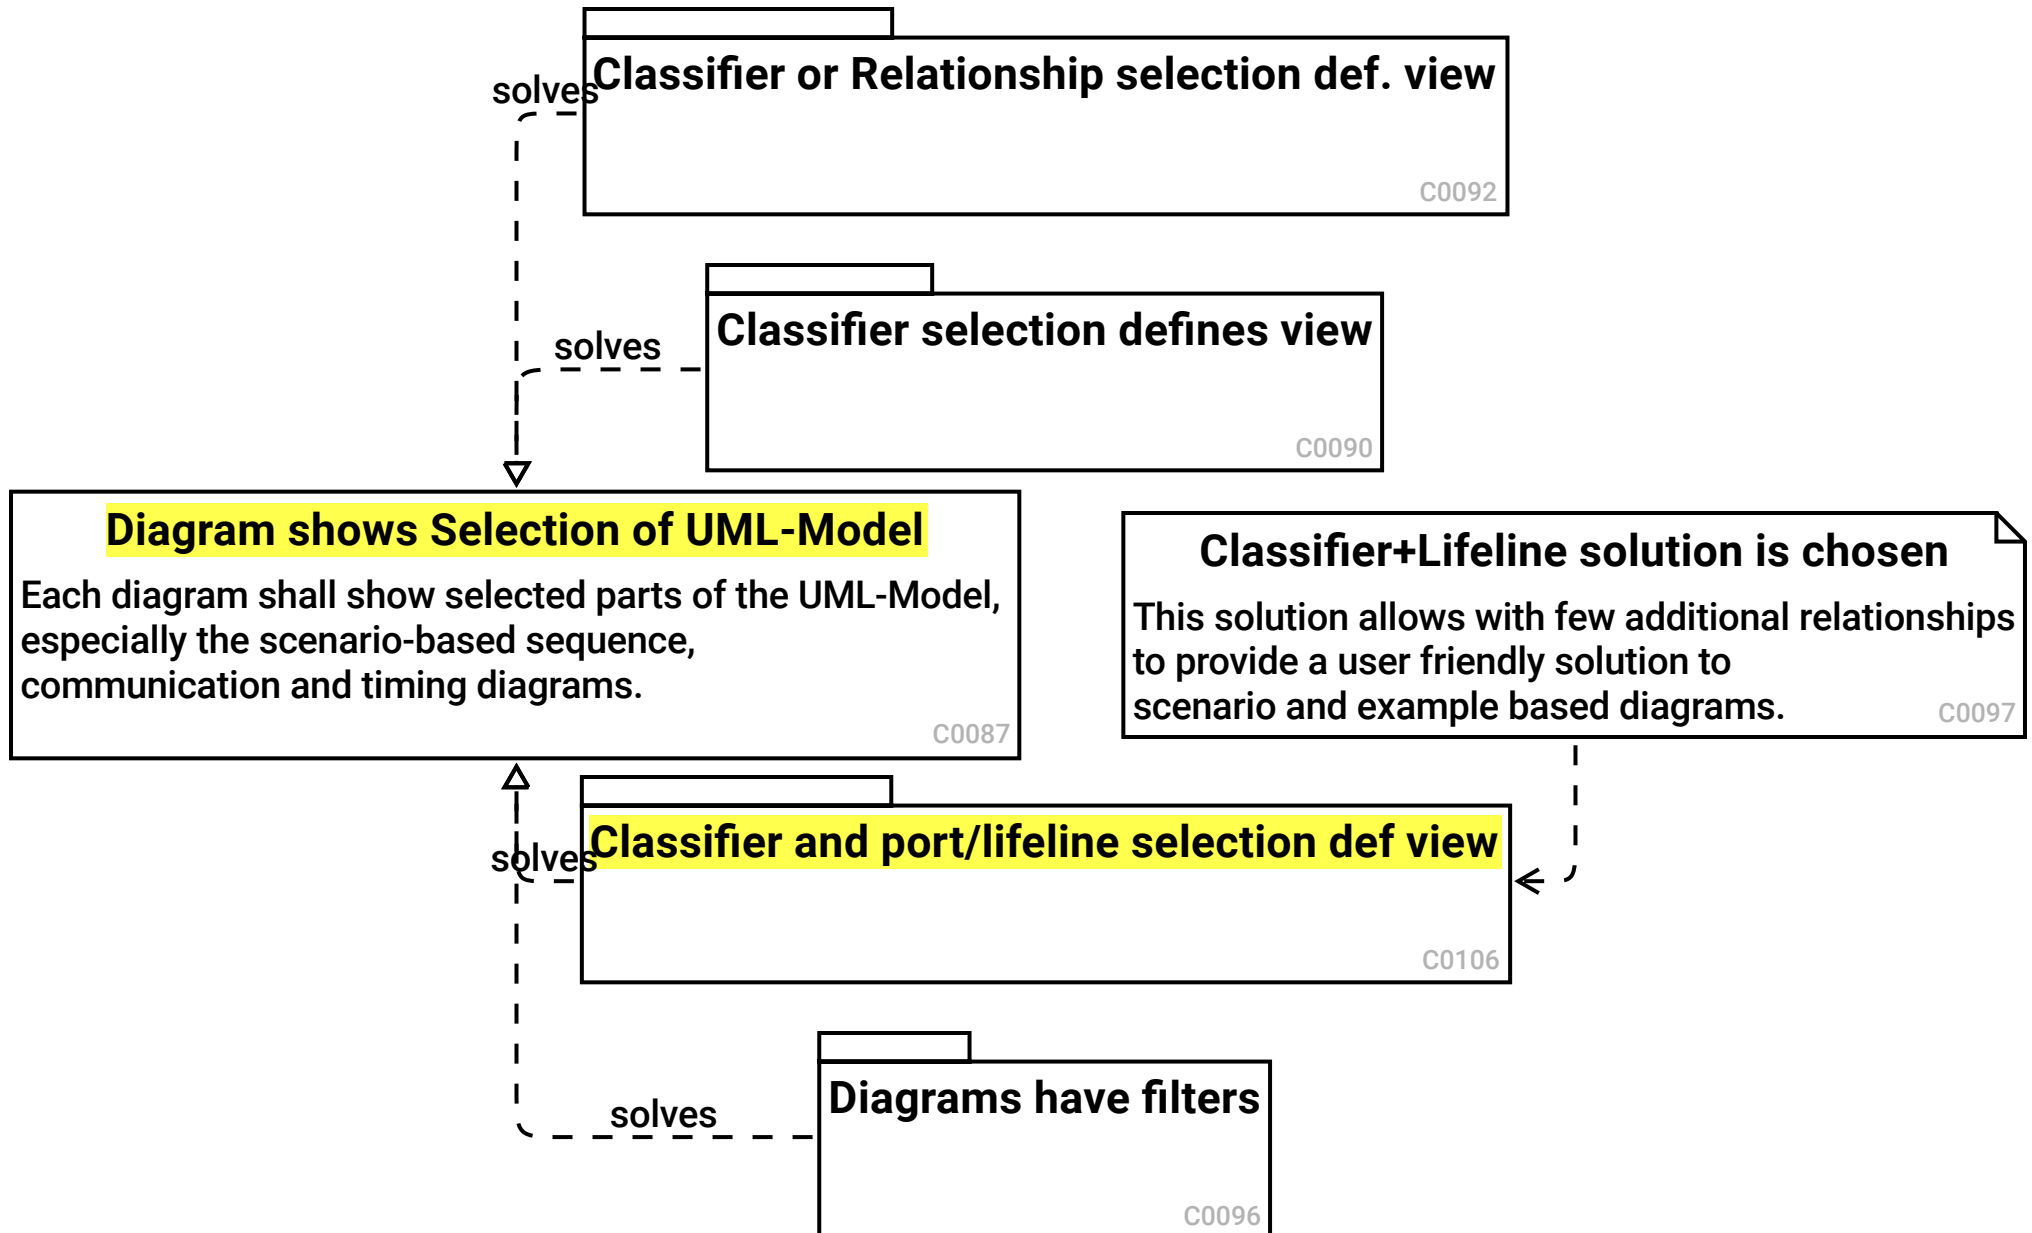 Classifier or Relationship selection def. view
solves
C0092
Classifier selection defines view
solves
C0090
Diagram shows Selection of UML-Model
Each diagram shall show selected parts of the UML-Model,
especially the scenario-based sequence,
communication and timing diagrams.
C0087
Classifier+Lifeline solution is chosen
This solution allows with few additional relationships
to provide a user friendly solution to
scenario and example based diagrams.
C0097
Classifier and port/lifeline selection def view
solves
C0106
Diagrams have filters
solves
C0096